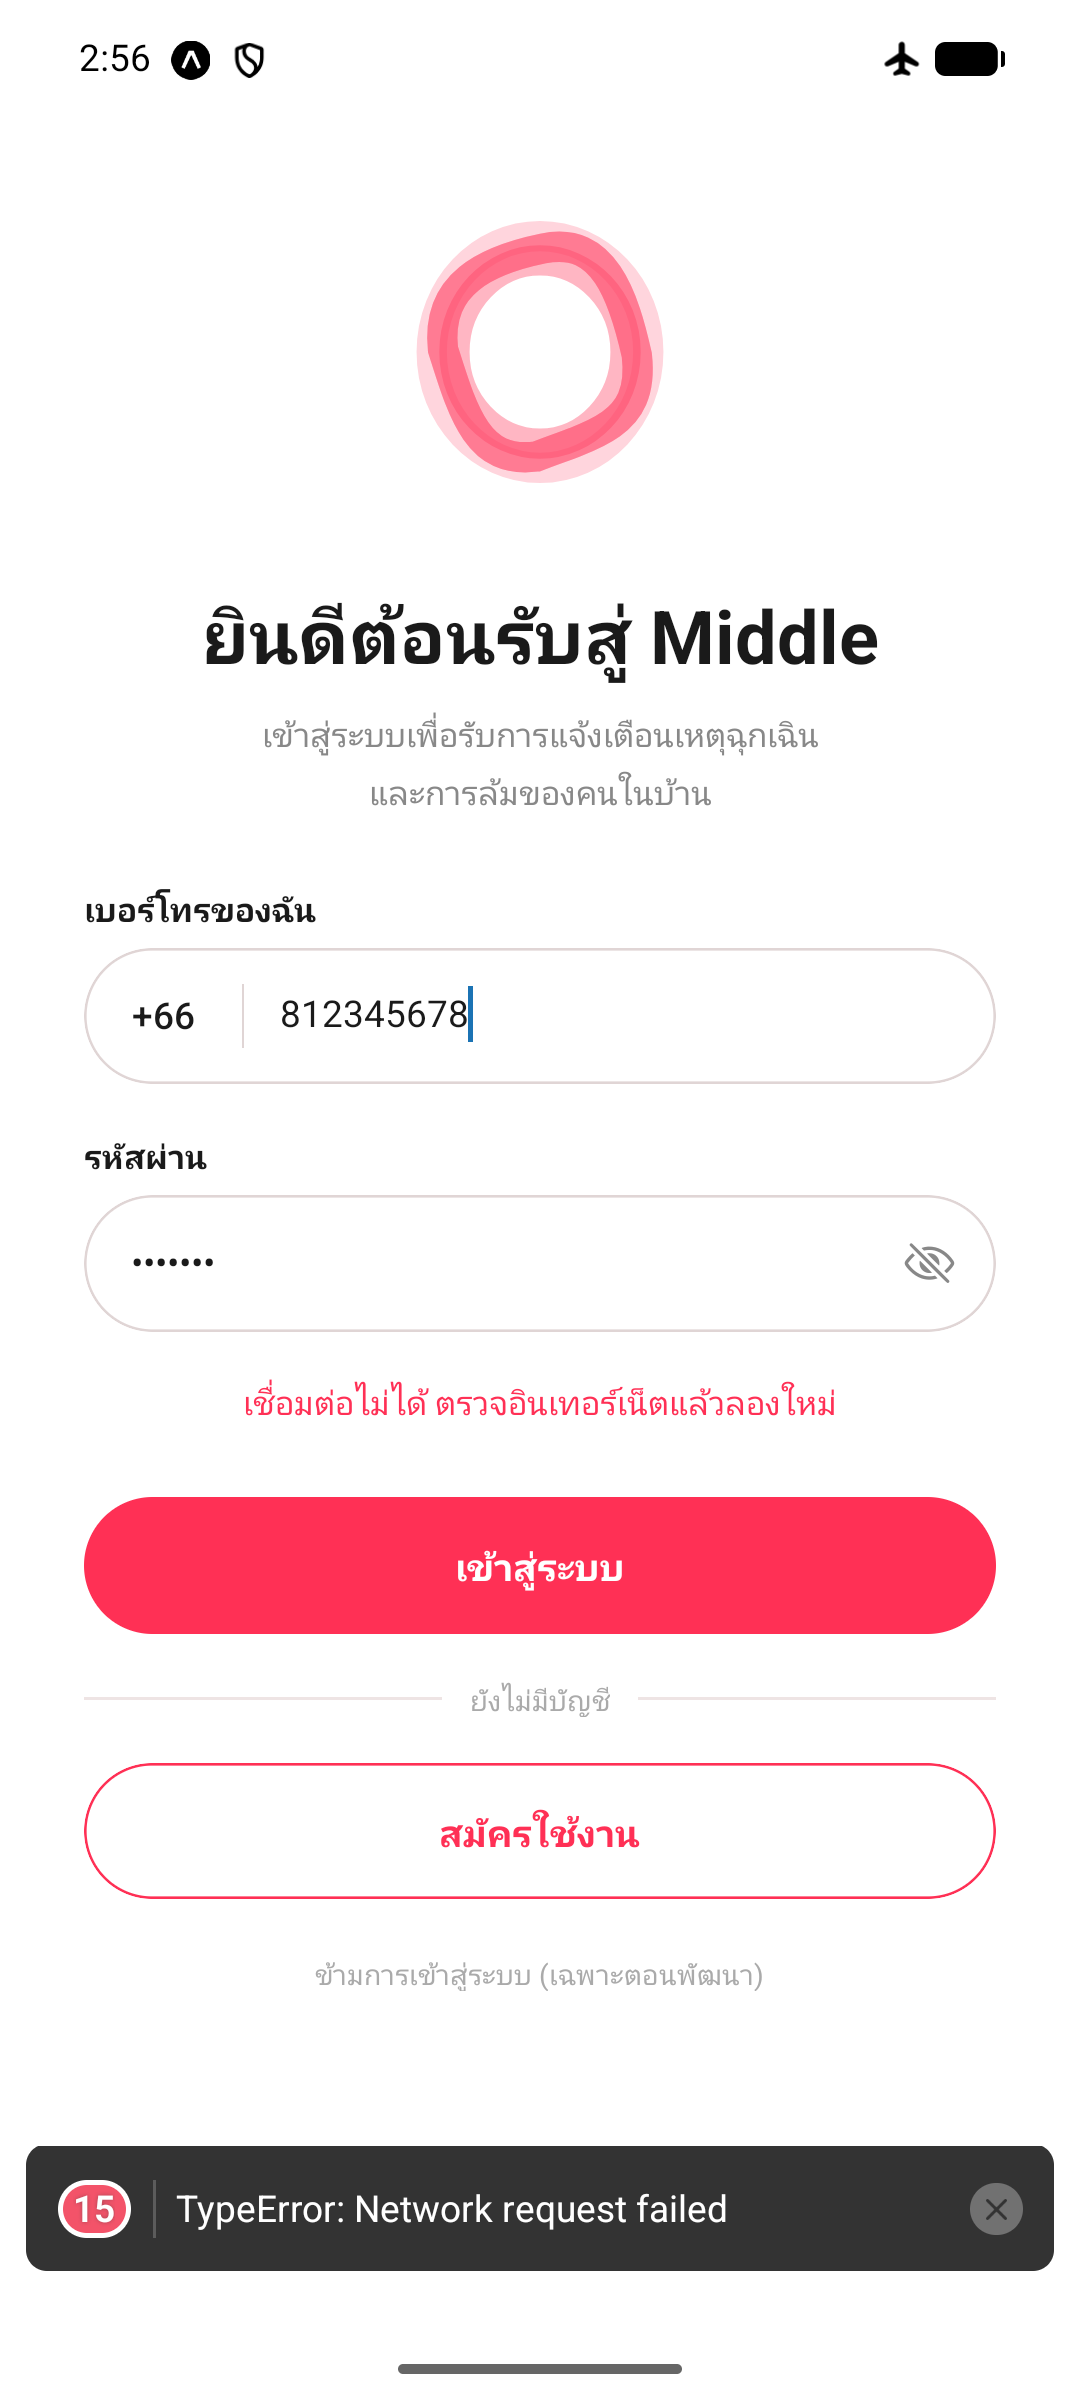 2:56
ยินดีต้อนรับสู่ Middle
เข้าสู่ระบบเพื่อรับการแจ้งเตือนเหตุฉุกเฉิน
และการล้มของคนในบ้าน
เบอร์โทรของฉัน
+66 812345678
รหัสผ่าน
•••••••
เชื่อมต่อไม่ได้ ตรวจอินเทอร์เน็ตแล้วลองใหม่
เข้าสู่ระบบ
ยังไม่มีบัญชี
สมัครใช้งาน
ข้ามการเข้าสู่ระบบ (เฉพาะตอนพัฒนา)
15 TypeError: Network request failed